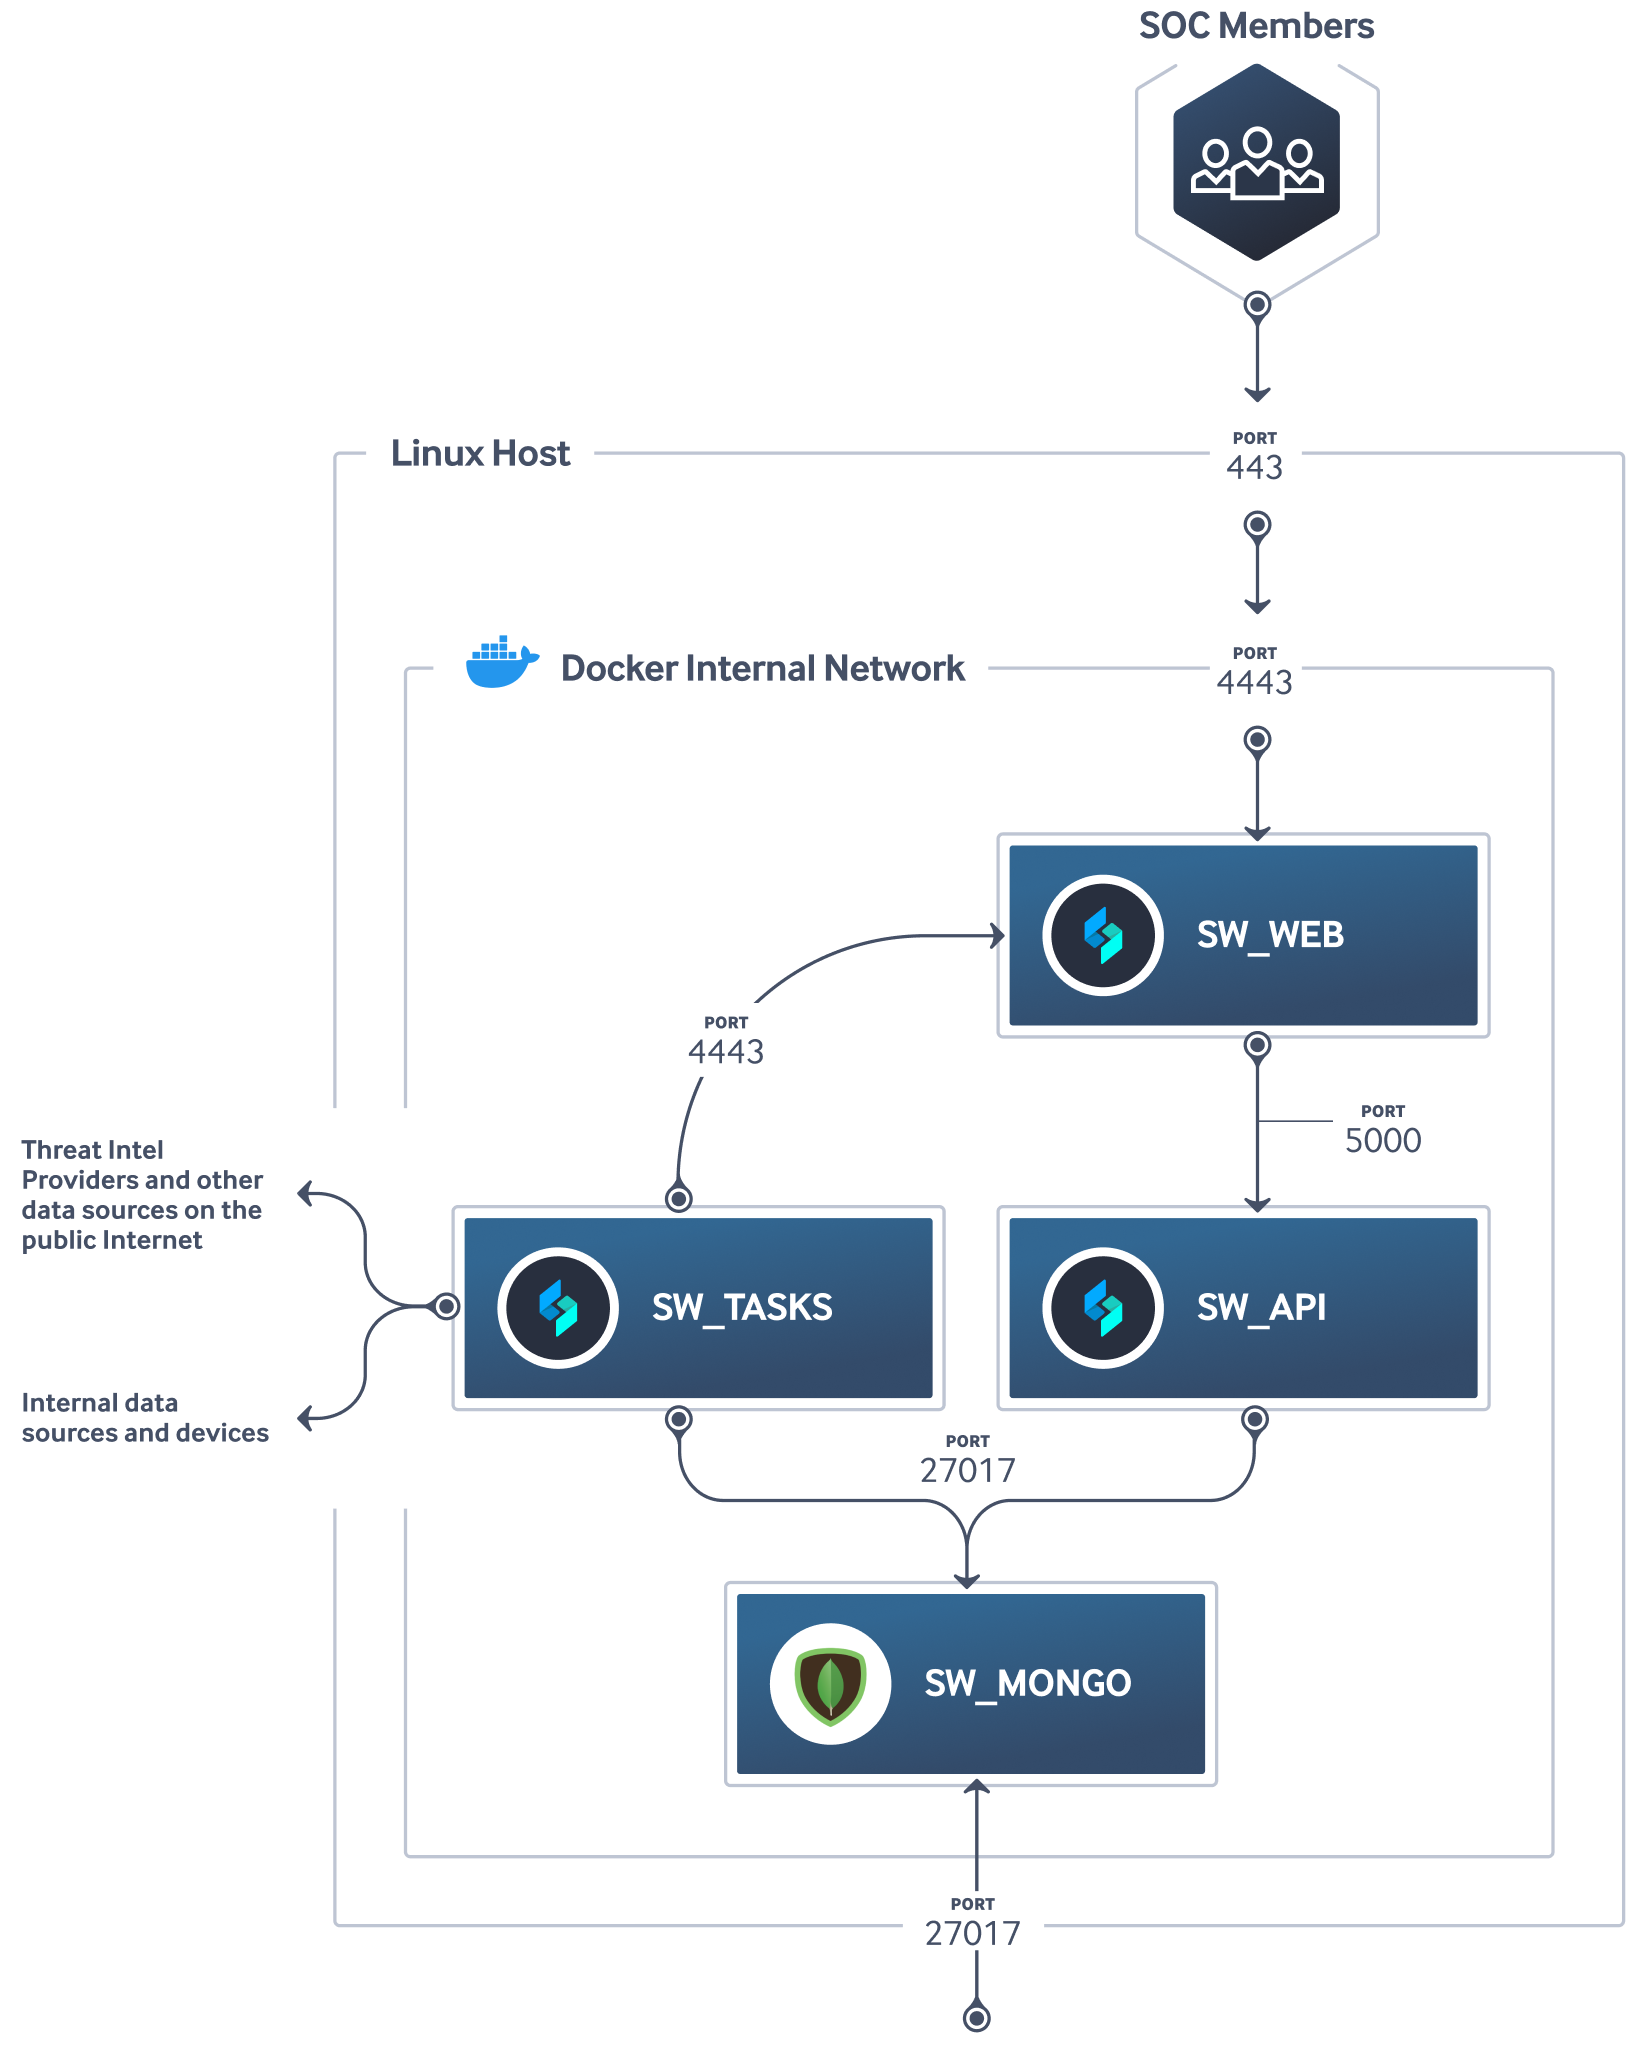 SOC Members
PORT
443
Linux Host
PORT
4443
Docker Internal Network
SW_WEB
PORT
4443
PORT
5000
Threat Intel
Providers and other
data sources on the
public Internet
SW_TASKS
SW_API
Internal data
sources and devices
PORT
27017
SW_MONGO
PORT
27017